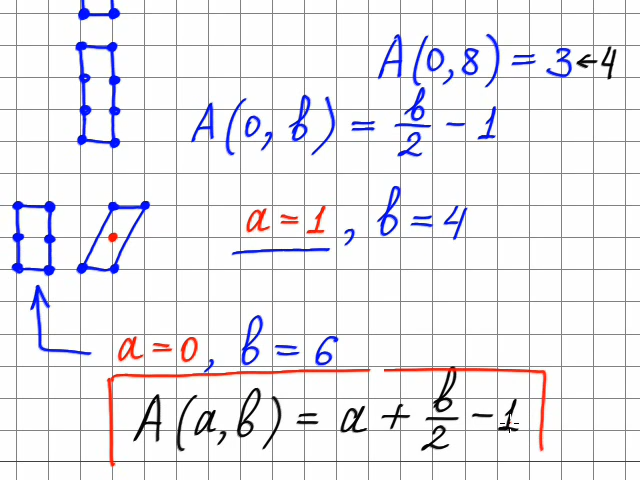 A(0,8) = 3←4
A(0,b) = b/2 - 1
a = 1, b = 4
a = 0, b = 6
A(a,b) = a + b/2 - 1